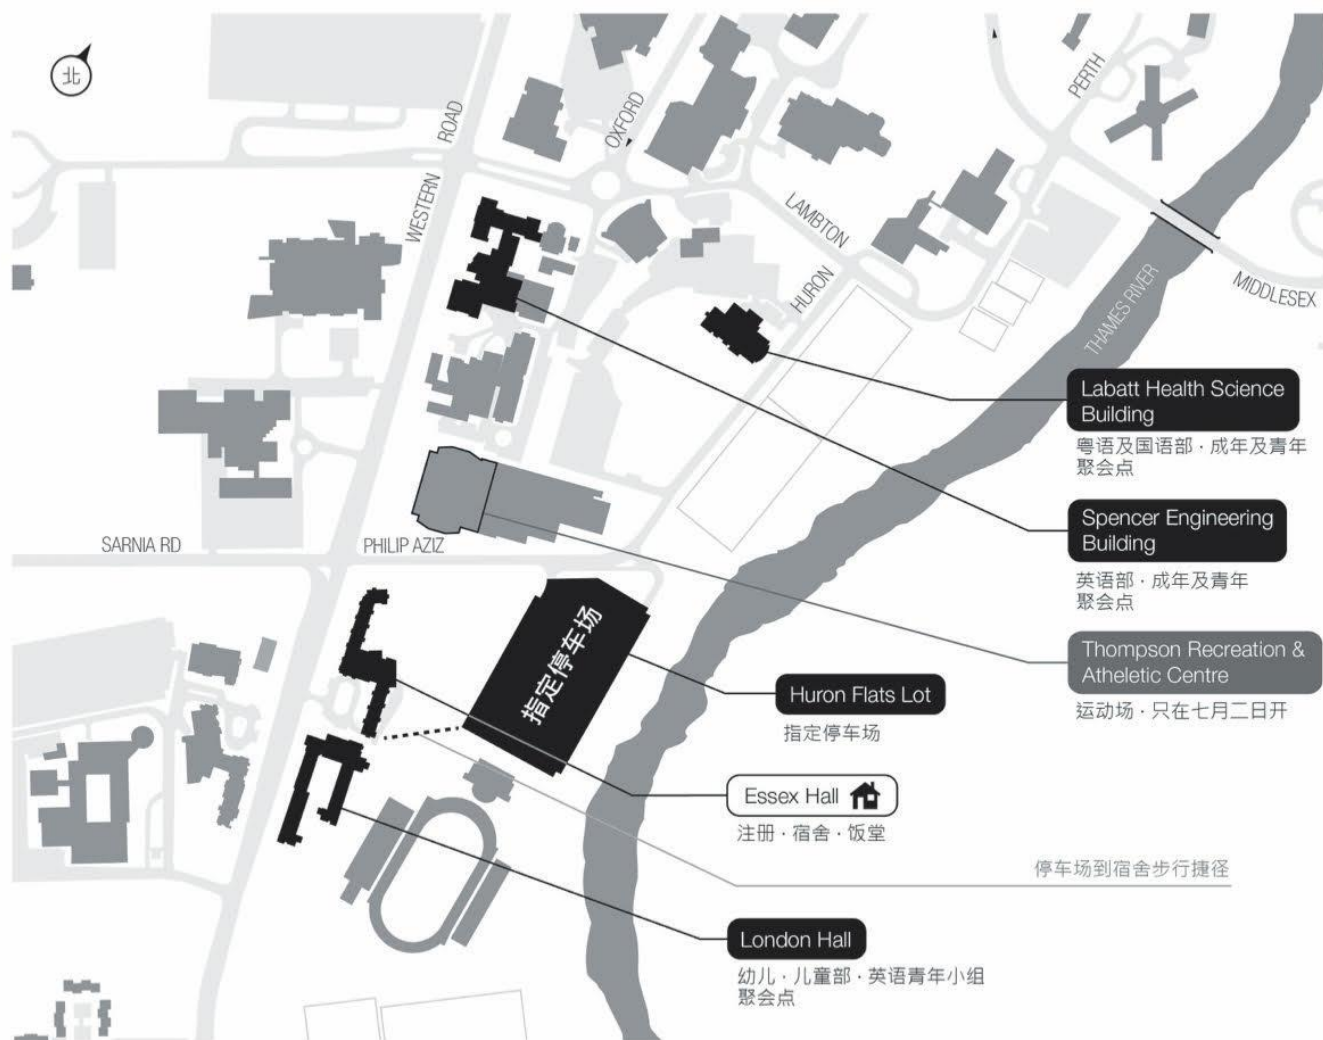 北
ROAD
WESTERN
OXFORD
PERTH
LAMBTON
HURON
THAMES RIVER
MIDDLESEX
Labatt Health Science
Building
粤语及国语部 · 成年及青年
聚会点
Spencer Engineering
Building
英语部 · 成年及青年
聚会点
SARNIA RD
PHILIP AZIZ
Thompson Recreation &
Atheletic Centre
运动场 · 只在七月二日开
指定停车场
Huron Flats Lot
指定停车场
Essex Hall
注册 · 宿舍 · 饭堂
停车场到宿舍步行捷径
London Hall
幼儿 · 儿童部 · 英语青年小组
聚会点